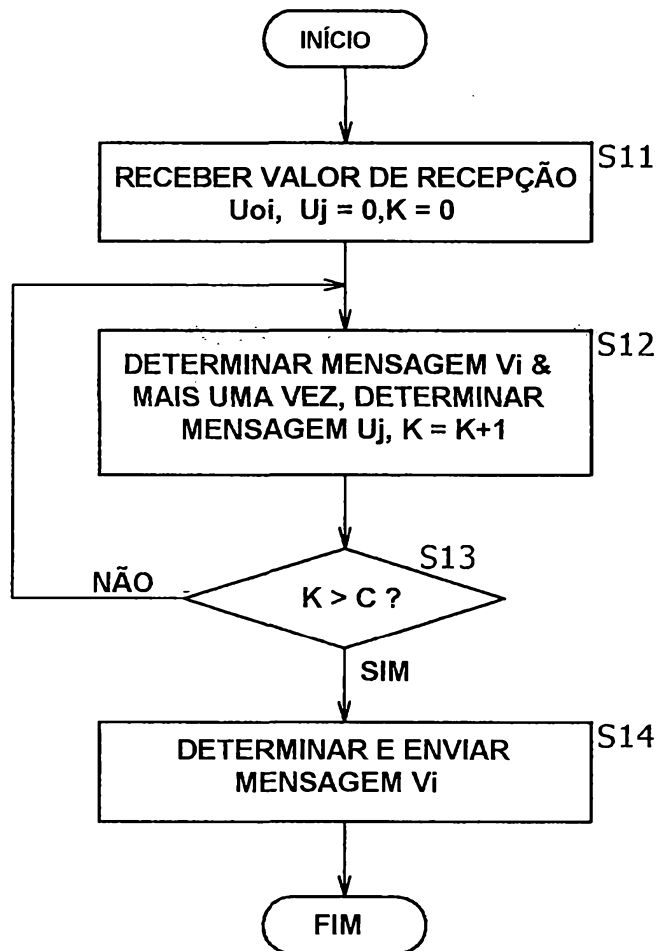 INÍCIO
S11
RECEBER VALOR DE RECEPÇÃO
Uoi, Uj = 0,K = 0
S12
DETERMINAR MENSAGEM Vi &
MAIS UMA VEZ, DETERMINAR
MENSAGEM Uj, K = K+1
S13
NÃO
K > C ?
SIM
S14
DETERMINAR E ENVIAR
MENSAGEM Vi
FIM